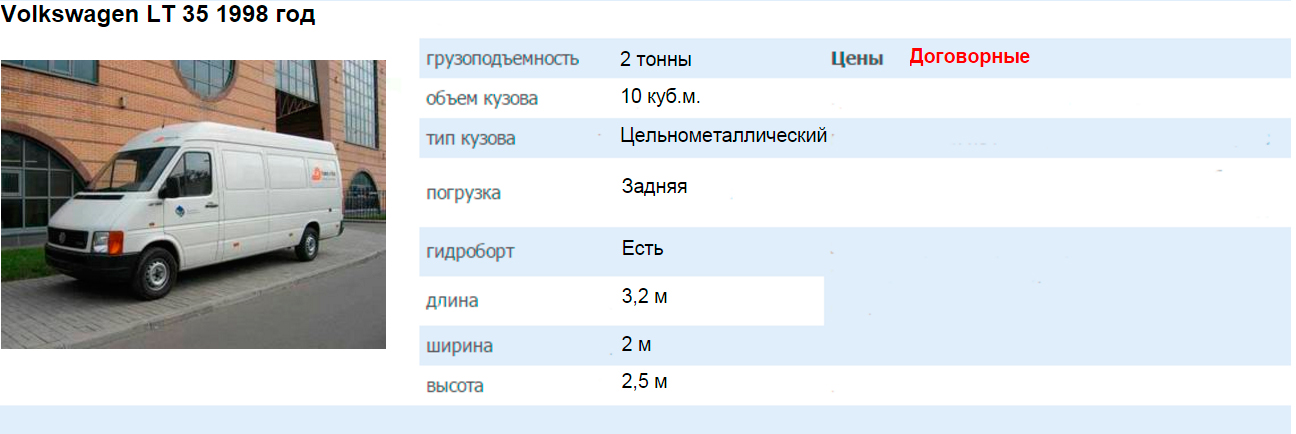 Volkswagen LT 35 1998 год
грузоподъемность 2 тонны Цены Договорные
объем кузова 10 куб.м.
тип кузова Цельнометаллический
погрузка Задняя
гидроборт Есть
длина 3,2 м
ширина 2 м
высота 2,5 м